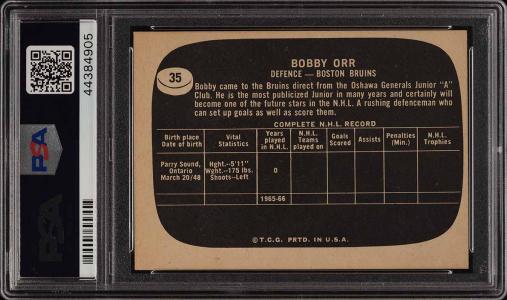 44384905
PSA
PSA
35
BOBBY ORR
DEFENCE — BOSTON BRUINS
Bobby came to the Bruins direct from the Oshawa Generals Junior "A"
Club. He is the most publicized Junior in many years and certainly will
become one of the future stars in the N.H.L. A rushing defenceman who
can set up goals as well as score them.
COMPLETE N.H.L. RECORD
Birth place Date of birth
Vital Statistics
Years played in N.H.L.
N.H.L. Teams played on
Goals Scored
Assists
Penalties (Min.)
N.H.L. Trophies
Parry Sound, Ontario March 20/48
Hght.--5'11" Wght.--175 lbs. Shoots--Left
0
1965-66
© T.C.G. PRTD. IN U.S.A.